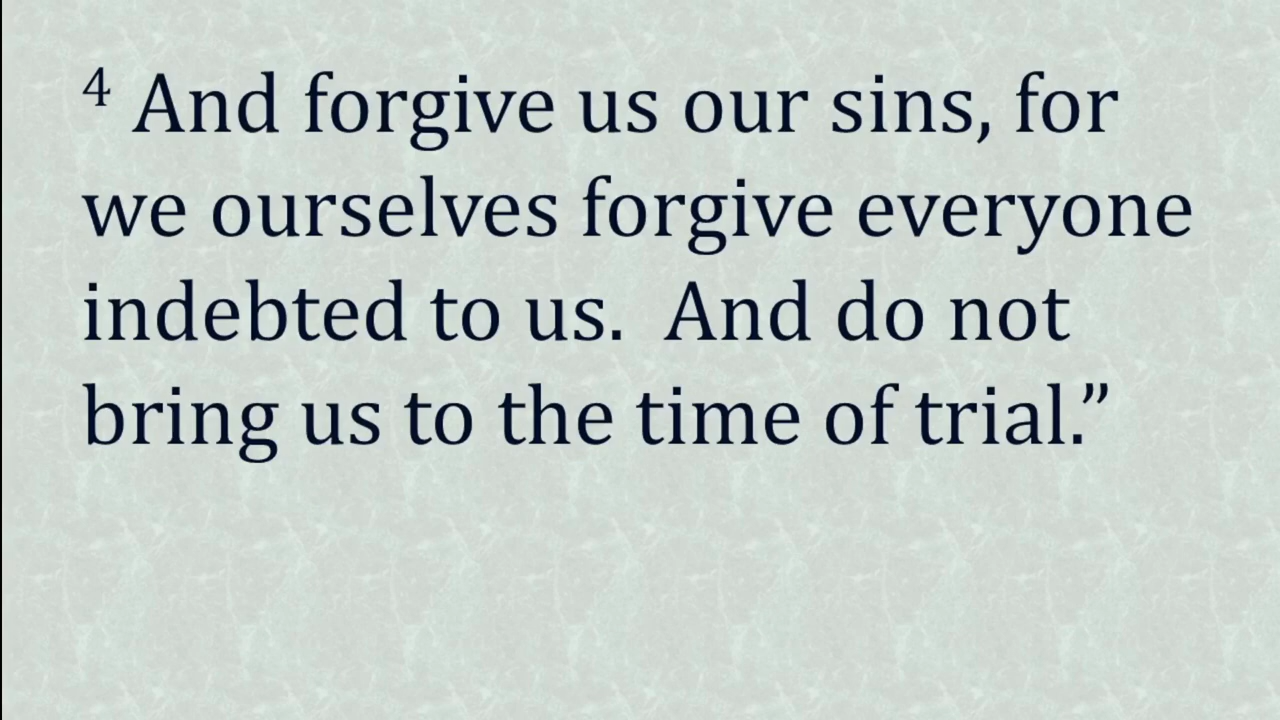 4 And forgive us our sins, for
we ourselves forgive everyone
indebted to us.  And do not
bring us to the time of trial.”